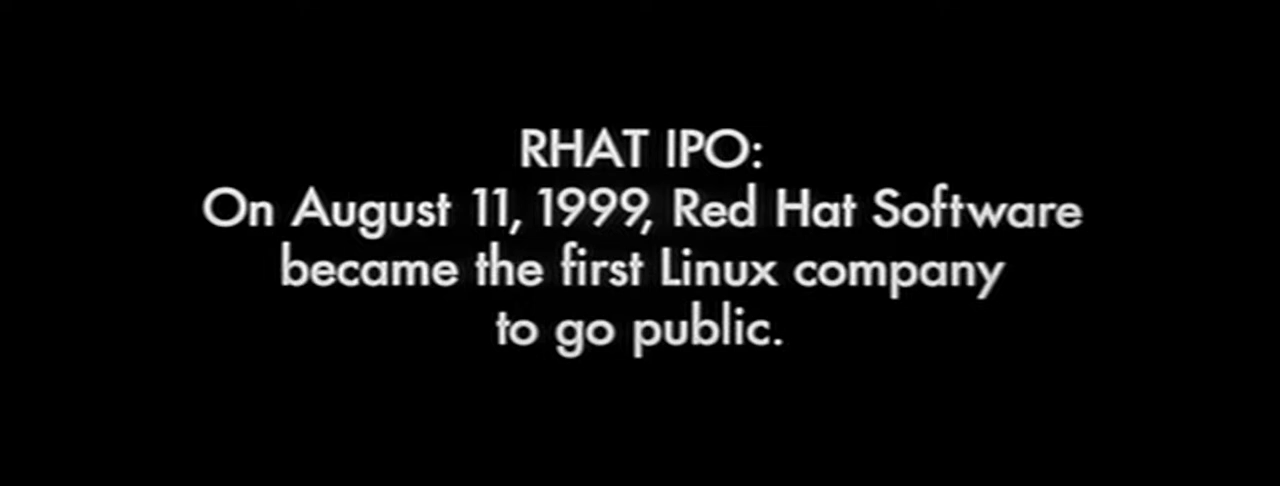 RHAT IPO:
On August 11, 1999, Red Hat Software
became the first Linux company
to go public.